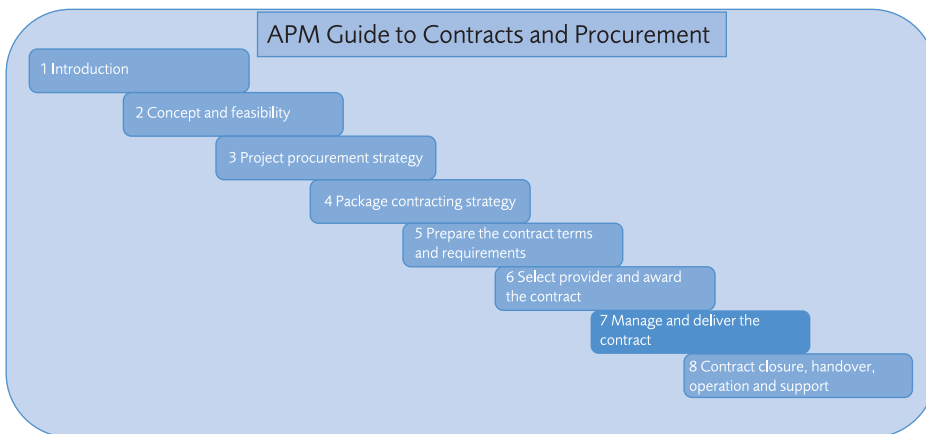 APM Guide to Contracts and Procurement
1 Introduction
2 Concept and feasibility
3 Project procurement strategy
4 Package contracting strategy
5 Prepare the contract terms
and requirements
6 Select provider and award
the contract
7 Manage and deliver the
contract
8 Contract closure, handover,
operation and support